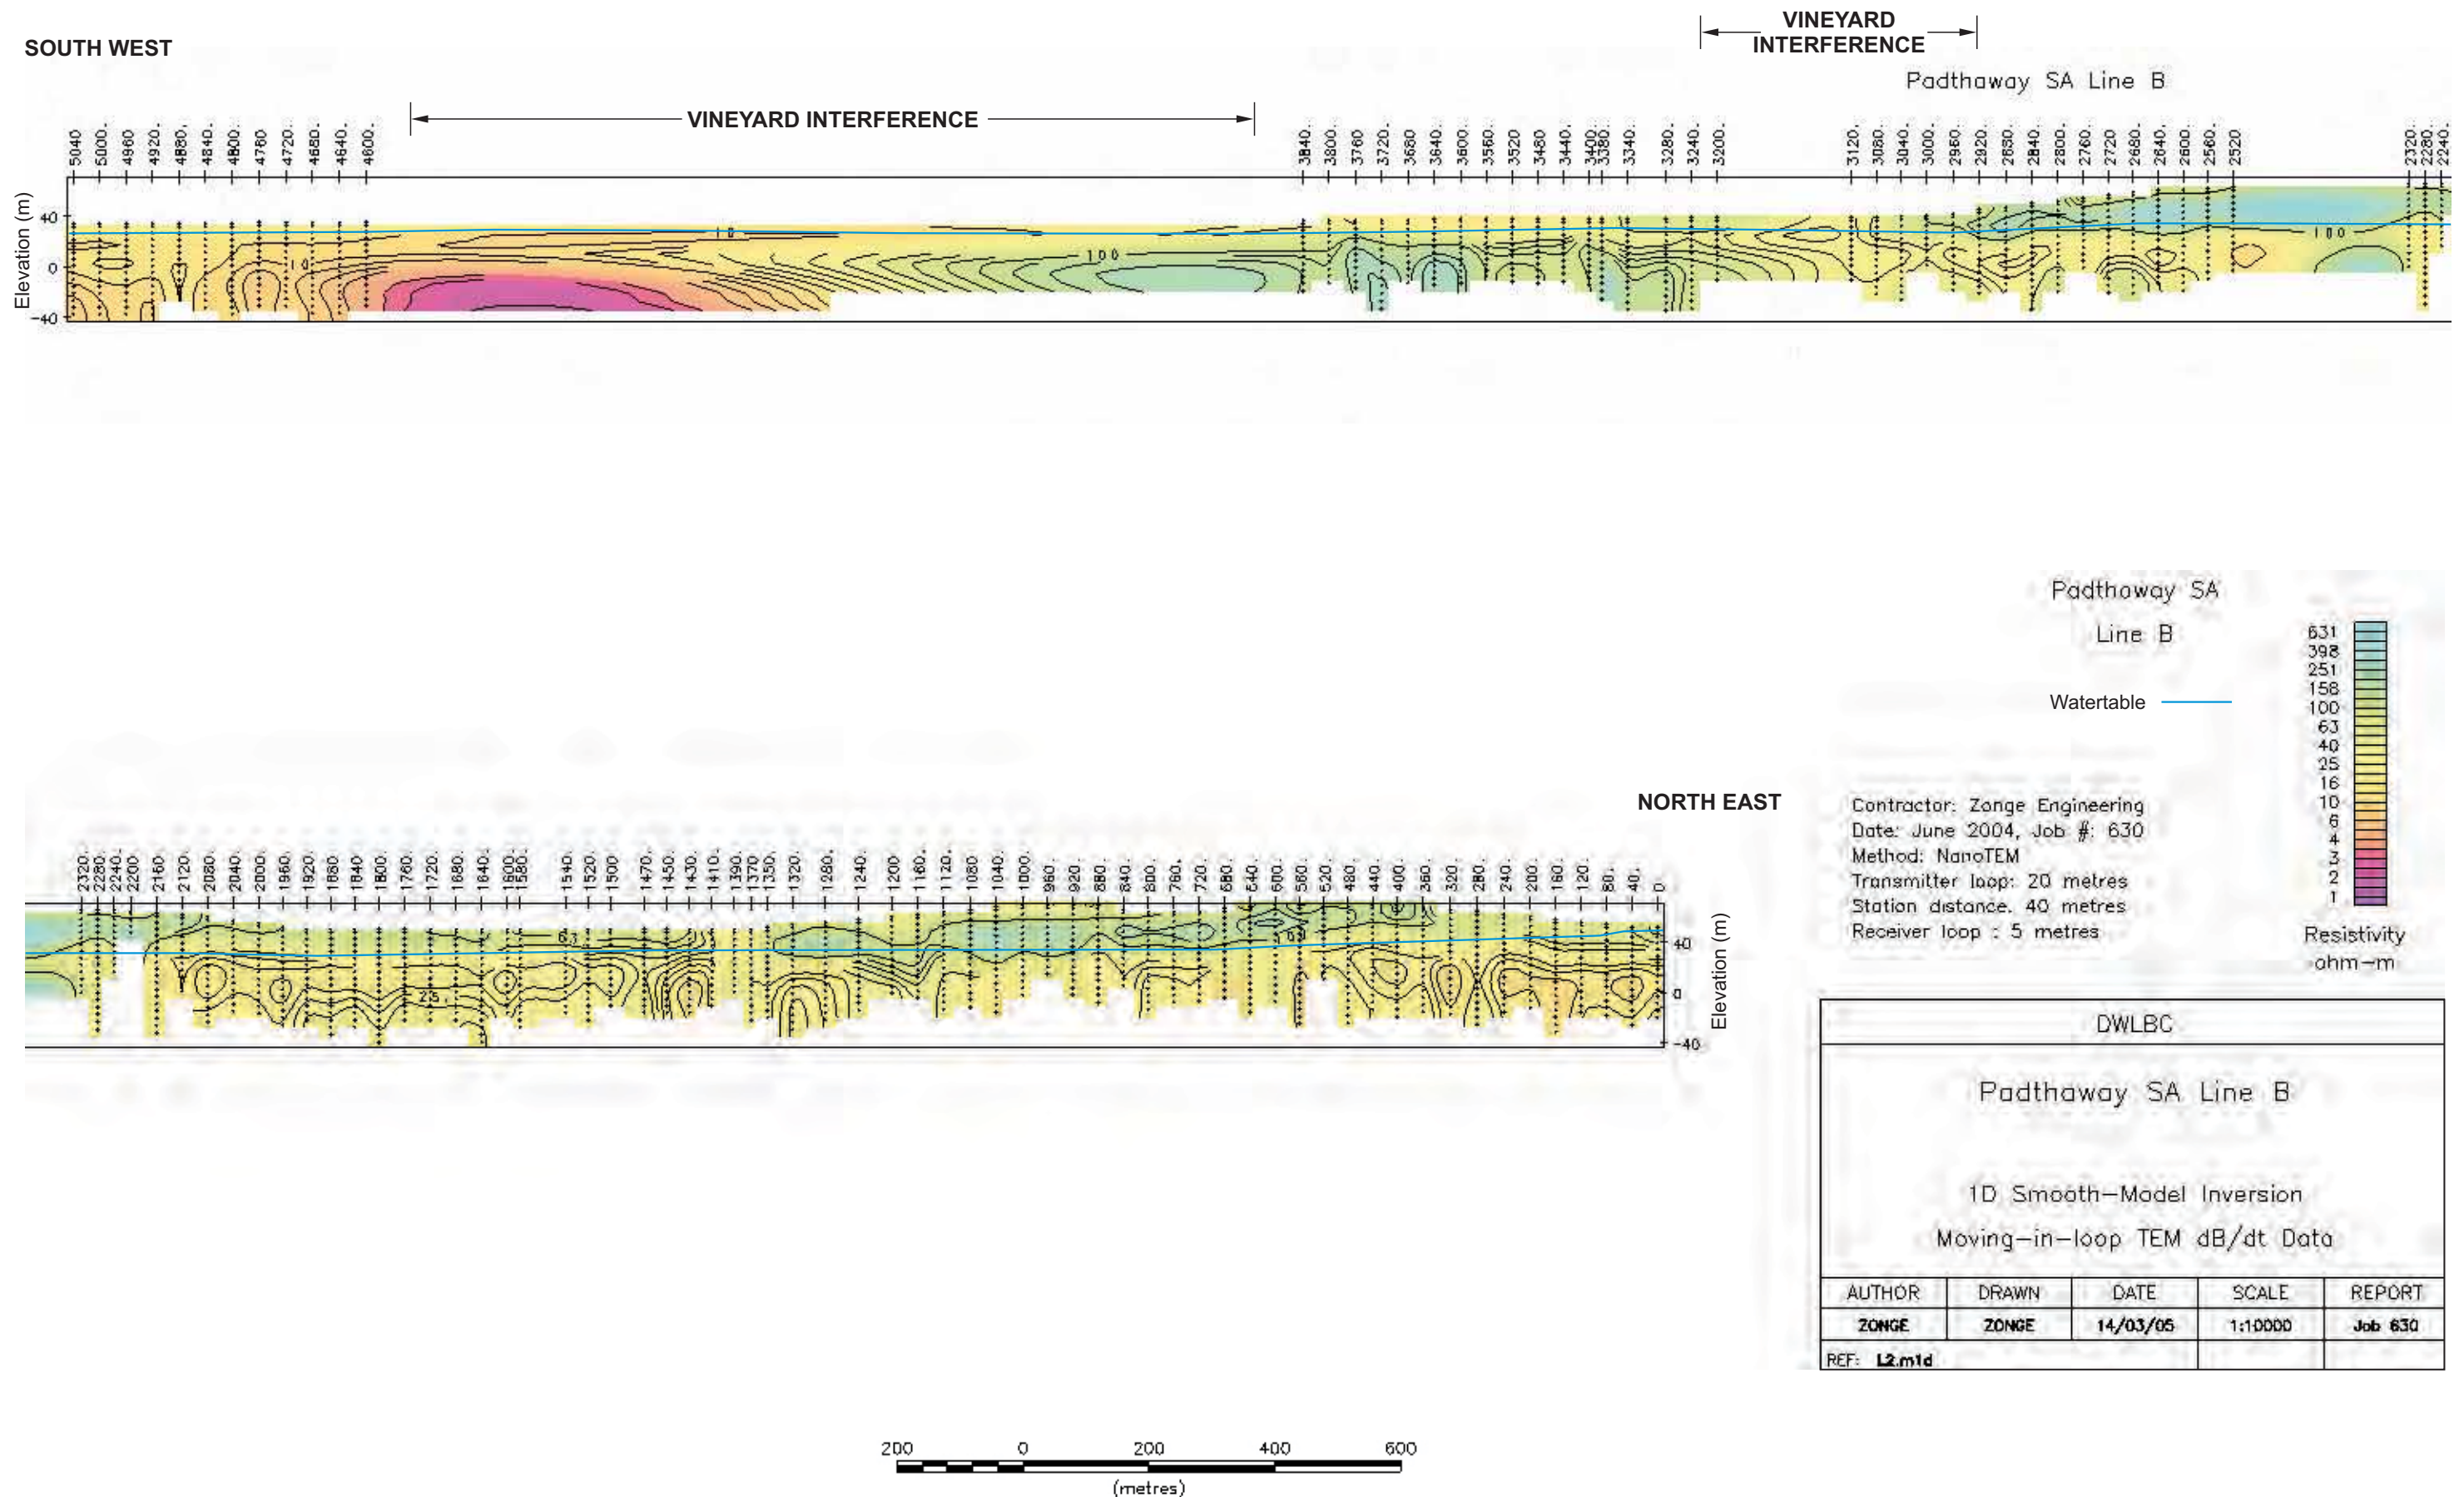 VINEYARD
INTERFERENCE
SOUTH WEST
Padthaway SA Line B
VINEYARD INTERFERENCE
5040 5000. 4960 4920. 4880. 4840 4800. 4760 4720. 4680. 4640. 4600. 3840. 3800. 3760 3720. 3680 3640. 3600. 3560. 3520 3480 3440. 3400. 3380. 3340. 3280. 3240. 3200. 3120. 3080. 3040. 3000. 2960. 2920. 2880. 2840. 2800. 2760. 2720 2680. 2640. 2600. 2560. 2520 2320. 2280. 2240.
Elevation (m)
40
0
-40
10
10
100
100
Padthaway SA
Line B
Watertable
631
398
251
158
100
63
40
25
16
10
6
4
3
2
1
Resistivity
ohm-m
NORTH EAST
Contractor: Zonge Engineering
Date: June 2004, Job #: 630
Method: NanoTEM
Transmitter loop: 20 metres
Station distance. 40 metres
Receiver loop : 5 metres
2320. 2280. 2240. 2200. 2160. 2120. 2080. 2040. 2000. 1960. 1920. 1880. 1840 1800. 1760. 1720. 1680. 1640. 1600. 1580. 1540. 1520. 1500. 1470. 1450. 1430. 1410. 1390. 1370. 1350. 1320. 1280. 1240. 1200. 1160. 1120. 1080. 1040. 1000. 960. 920. 880. 840. 800. 760. 720. 680. 640. 600. 560. 520. 480. 440. 400. 360. 320. 280. 240. 200. 160. 120. 80. 40. 0.
63
25
40
0
-40
Elevation (m)
DWLBC
Padthaway SA Line B
1D Smooth-Model Inversion
Moving-in-loop TEM dB/dt Data
AUTHOR DRAWN DATE SCALE REPORT
ZONGE ZONGE 14/03/05 1:10000 Job 630
REF: L2.m1d
200 0 200 400 600
(metres)